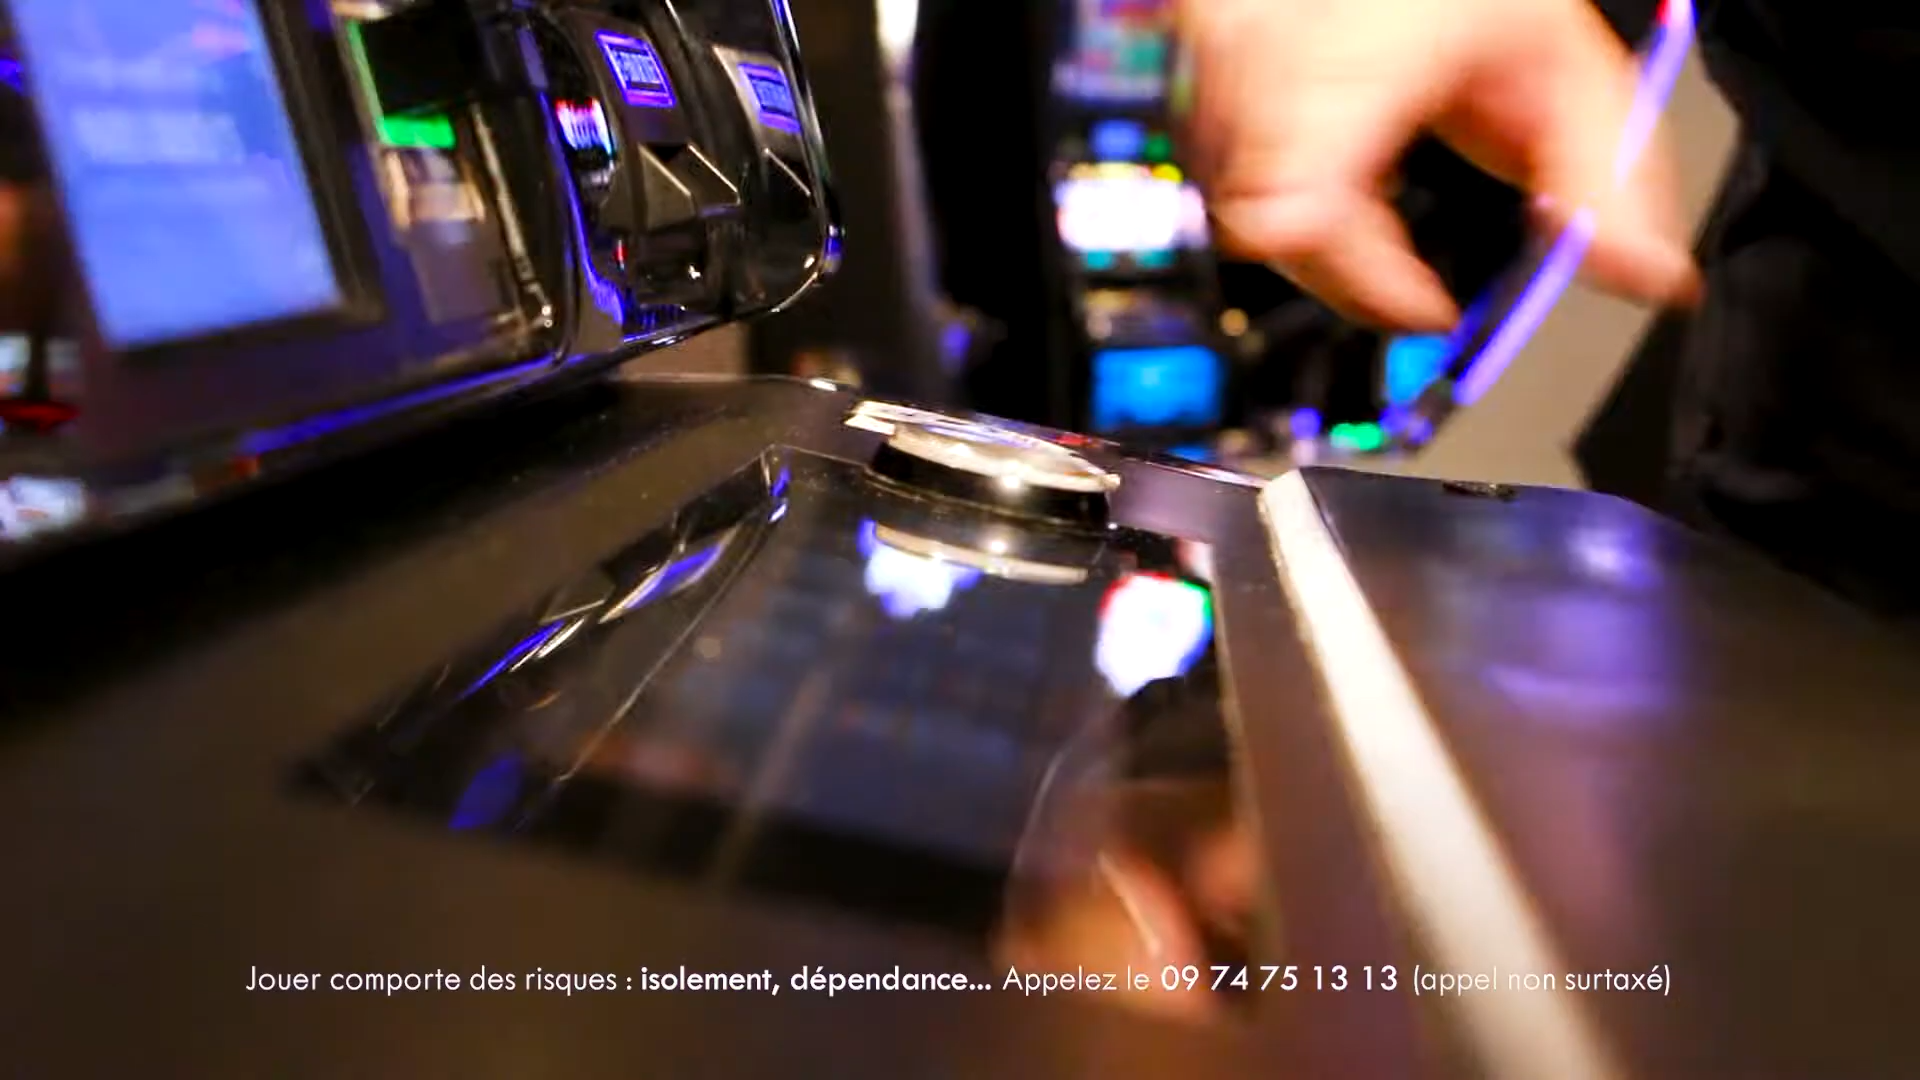 Jouer comporte des risques : isolement, dépendance... Appelez le 09 74 75 13 13 (appel non surtaxé)